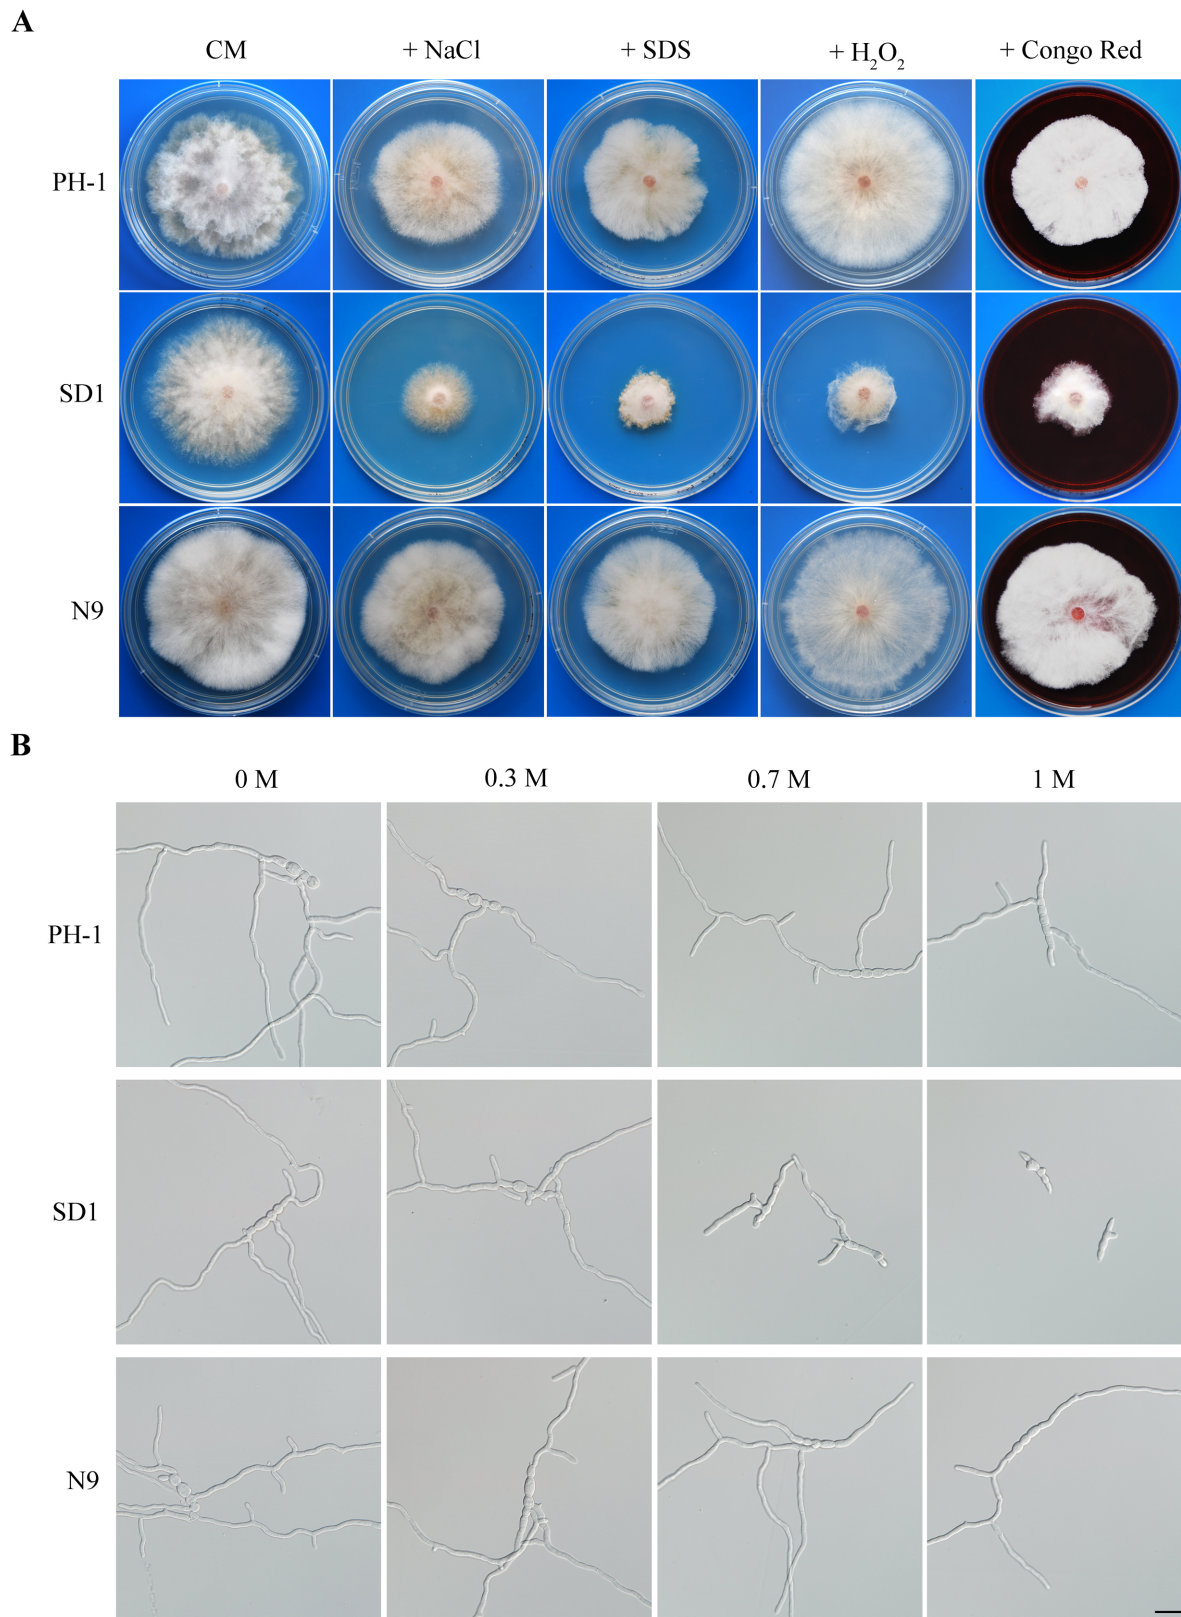 A
CM + NaCl + SDS + H₂O₂ + Congo Red
PH-1
SD1
N9
B
0 M 0.3 M 0.7 M 1 M
PH-1
SD1
N9